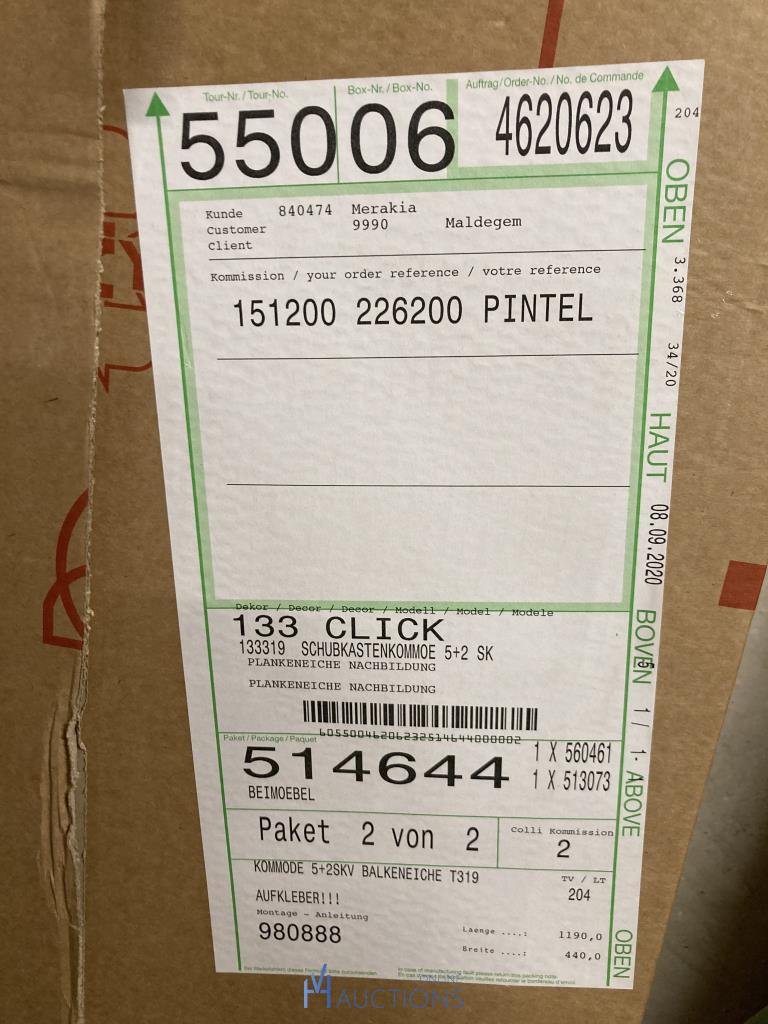 Tour-Nr. / Tour-No.
Box-Nr. / Box-No.
Auftrag/Order-No. / No. de Commande
55006
4620623
204
Kunde 840474 Merakia
Customer 9990 Maldegem
Client
Kommission / your order reference / votre reference
151200 226200 PINTEL
Dekor / Decor / Decor / Modell / Model / Modele
133 CLICK
133319 SCHUBKASTENKOMMOE 5+2 SK
PLANKENEICHE NACHBILDUNG
PLANKENEICHE NACHBILDUNG
Paket / Package / Paquet
514644
1 X 560461
1 X 513073
BEIMOEBEL
Paket 2 von 2
Colli Kommission
2
KOMMODE 5+2SKV BALKENEICHE T319
TV / LT
204
AUFKLEBER!!!
Montage - Anleitung
980888
Laenge ....: 1190,0
Breite ....: 440,0
OBEN
3.368
34/20
HAUT
08.09.2020
BOVEN
1 / 1.
ABOVE
OBEN
AUCTIONS